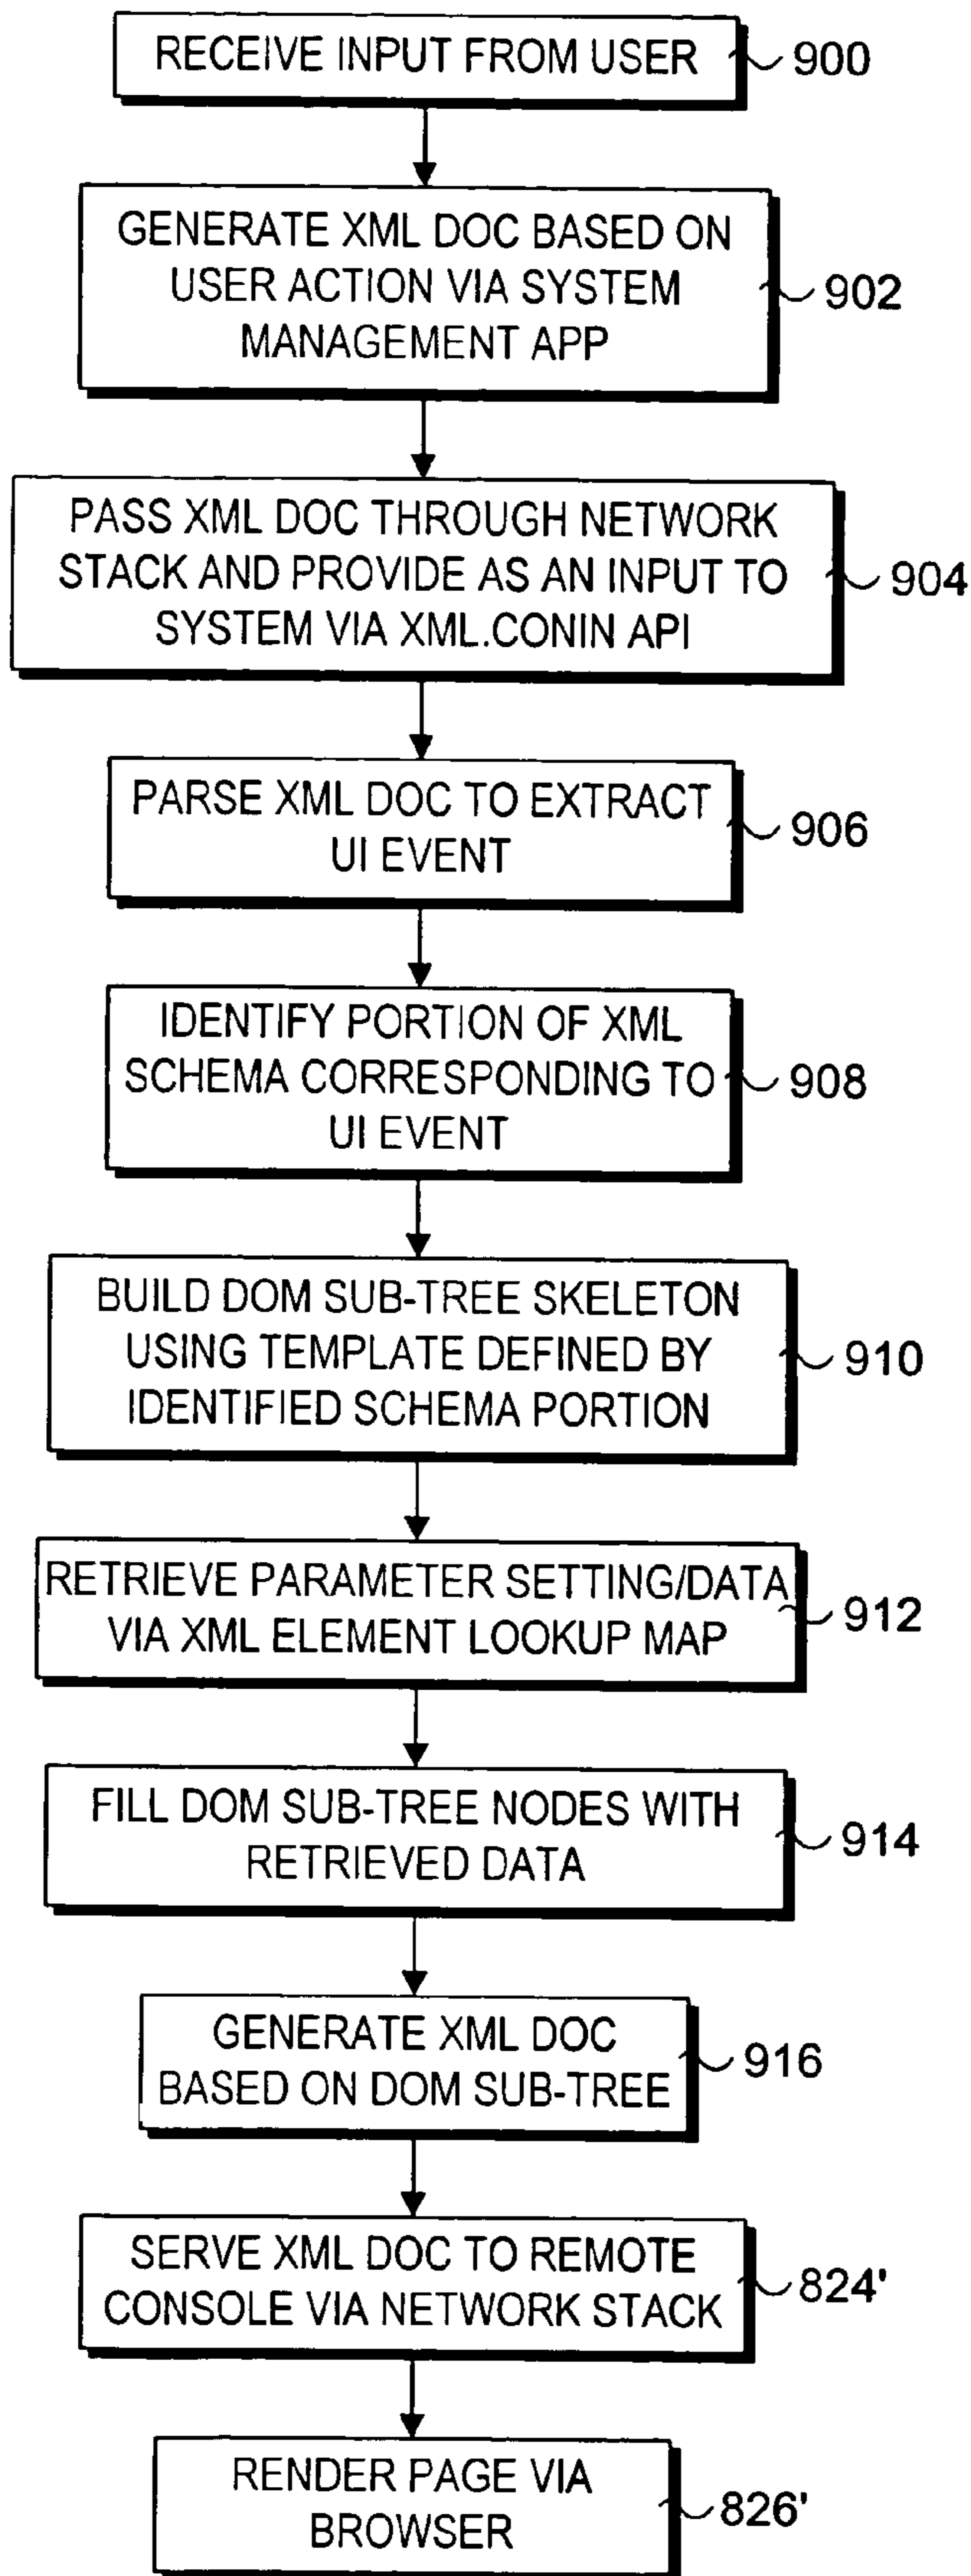 RECEIVE INPUT FROM USER
900
GENERATE XML DOC BASED ON
USER ACTION VIA SYSTEM
MANAGEMENT APP
902
PASS XML DOC THROUGH NETWORK
STACK AND PROVIDE AS AN INPUT TO
SYSTEM VIA XML.CONIN API
904
PARSE XML DOC TO EXTRACT
UI EVENT
906
IDENTIFY PORTION OF XML
SCHEMA CORRESPONDING TO
UI EVENT
908
BUILD DOM SUB-TREE SKELETON
USING TEMPLATE DEFINED BY
IDENTIFIED SCHEMA PORTION
910
RETRIEVE PARAMETER SETTING/DATA
VIA XML ELEMENT LOOKUP MAP
912
FILL DOM SUB-TREE NODES WITH
RETRIEVED DATA
914
GENERATE XML DOC
BASED ON DOM SUB-TREE
916
SERVE XML DOC TO REMOTE
CONSOLE VIA NETWORK STACK
824'
RENDER PAGE VIA
BROWSER
826'